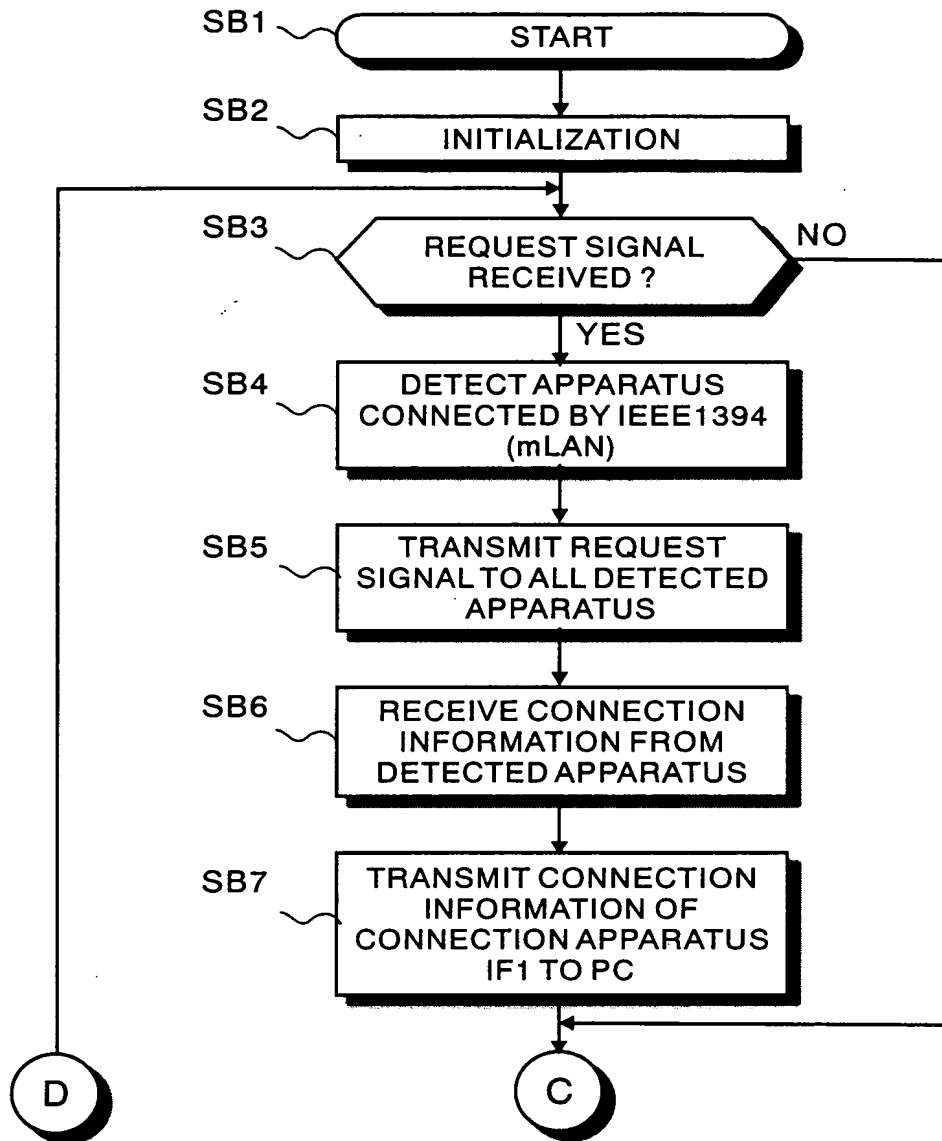 SB1
START
SB2
INITIALIZATION
SB3
REQUEST SIGNAL
RECEIVED ?
NO
YES
SB4
DETECT APPARATUS
CONNECTED BY IEEE1394
(mLAN)
SB5
TRANSMIT REQUEST
SIGNAL TO ALL DETECTED
APPARATUS
SB6
RECEIVE CONNECTION
INFORMATION FROM
DETECTED APPARATUS
SB7
TRANSMIT CONNECTION
INFORMATION OF
CONNECTION APPARATUS
IF1 TO PC
D
C